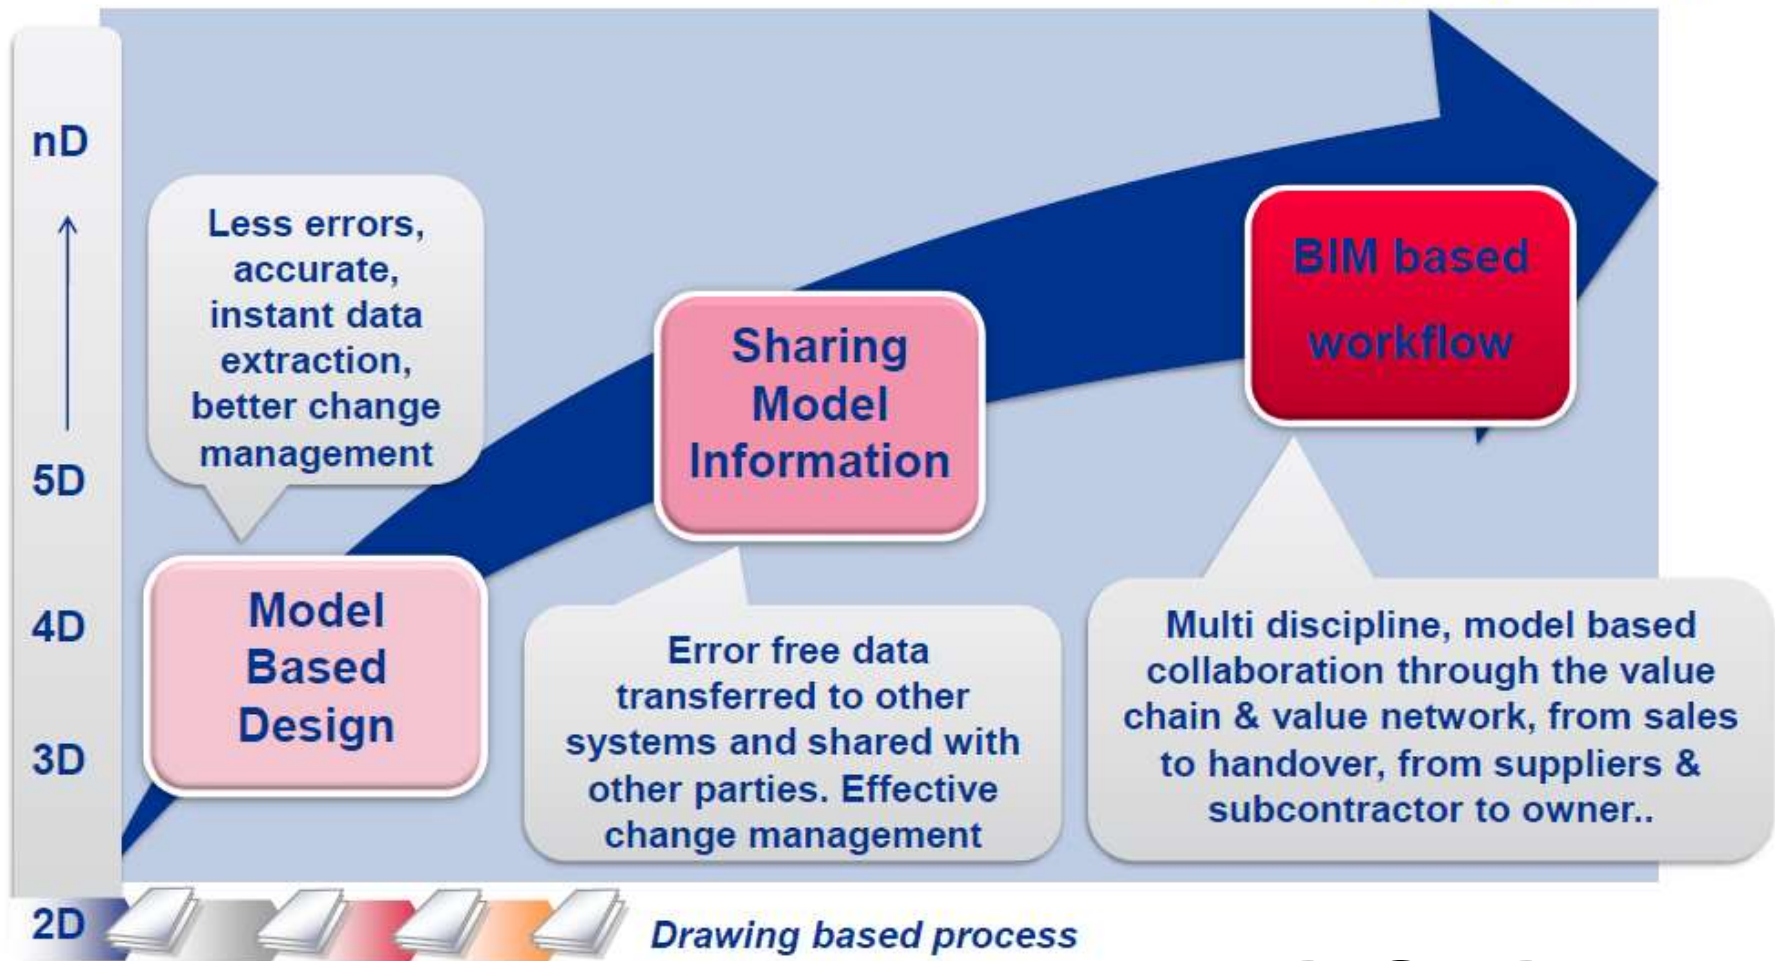 nD
5D
4D
3D
2D
Less errors,
accurate,
instant data
extraction,
better change
management
Model
Based
Design
Sharing
Model
Information
Error free data
transferred to other
systems and shared with
other parties. Effective
change management
BIM based
workflow
Multi discipline, model based
collaboration through the value
chain & value network, from sales
to handover, from suppliers &
subcontractor to owner..
Drawing based process